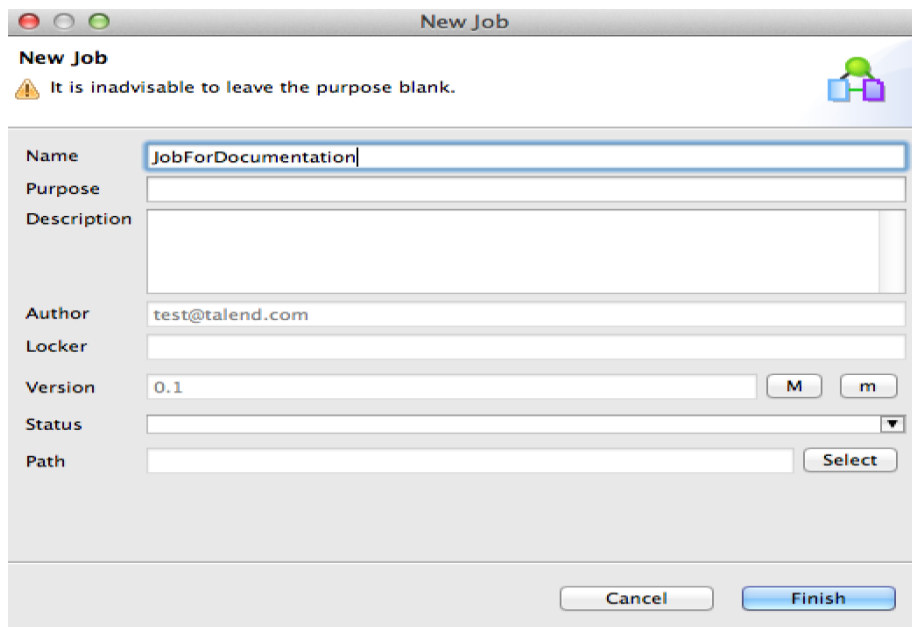 New Job
New Job
It is inadvisable to leave the purpose blank.
Name JobForDocumentation
Purpose
Description
Author test@talend.com
Locker
Version 0.1 M m
Status
Path Select
Cancel Finish